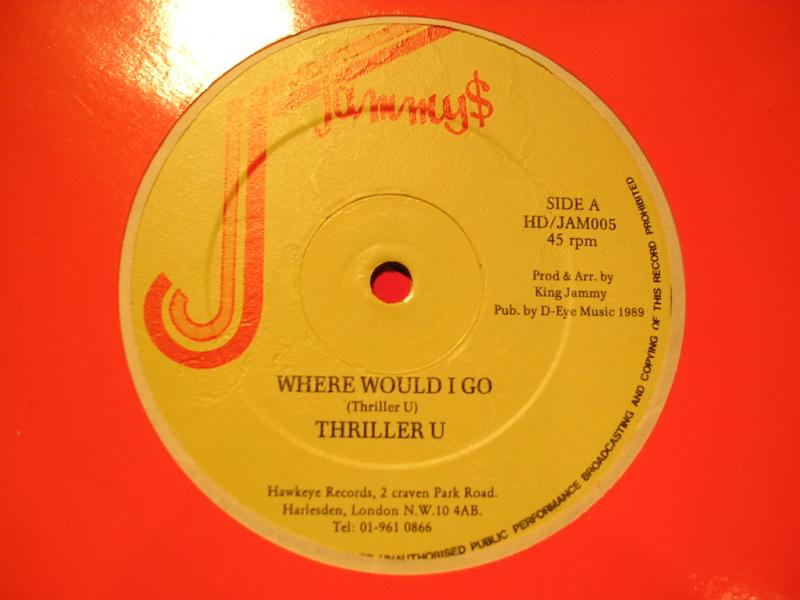 Jammy$
SIDE A
HD/JAM005
45 rpm
Prod & Arr. by
King Jammy
Pub. by D-Eye Music 1989
WHERE WOULD I GO
(Thriller U)
THRILLER U
Hawkeye Records, 2 craven Park Road.
Harlesden, London N.W.10 4AB.
Tel: 01-961 0866
UNAUTHORISED PUBLIC PERFORMANCE BROADCASTING AND COPYING OF THIS RECORD PROHIBITED